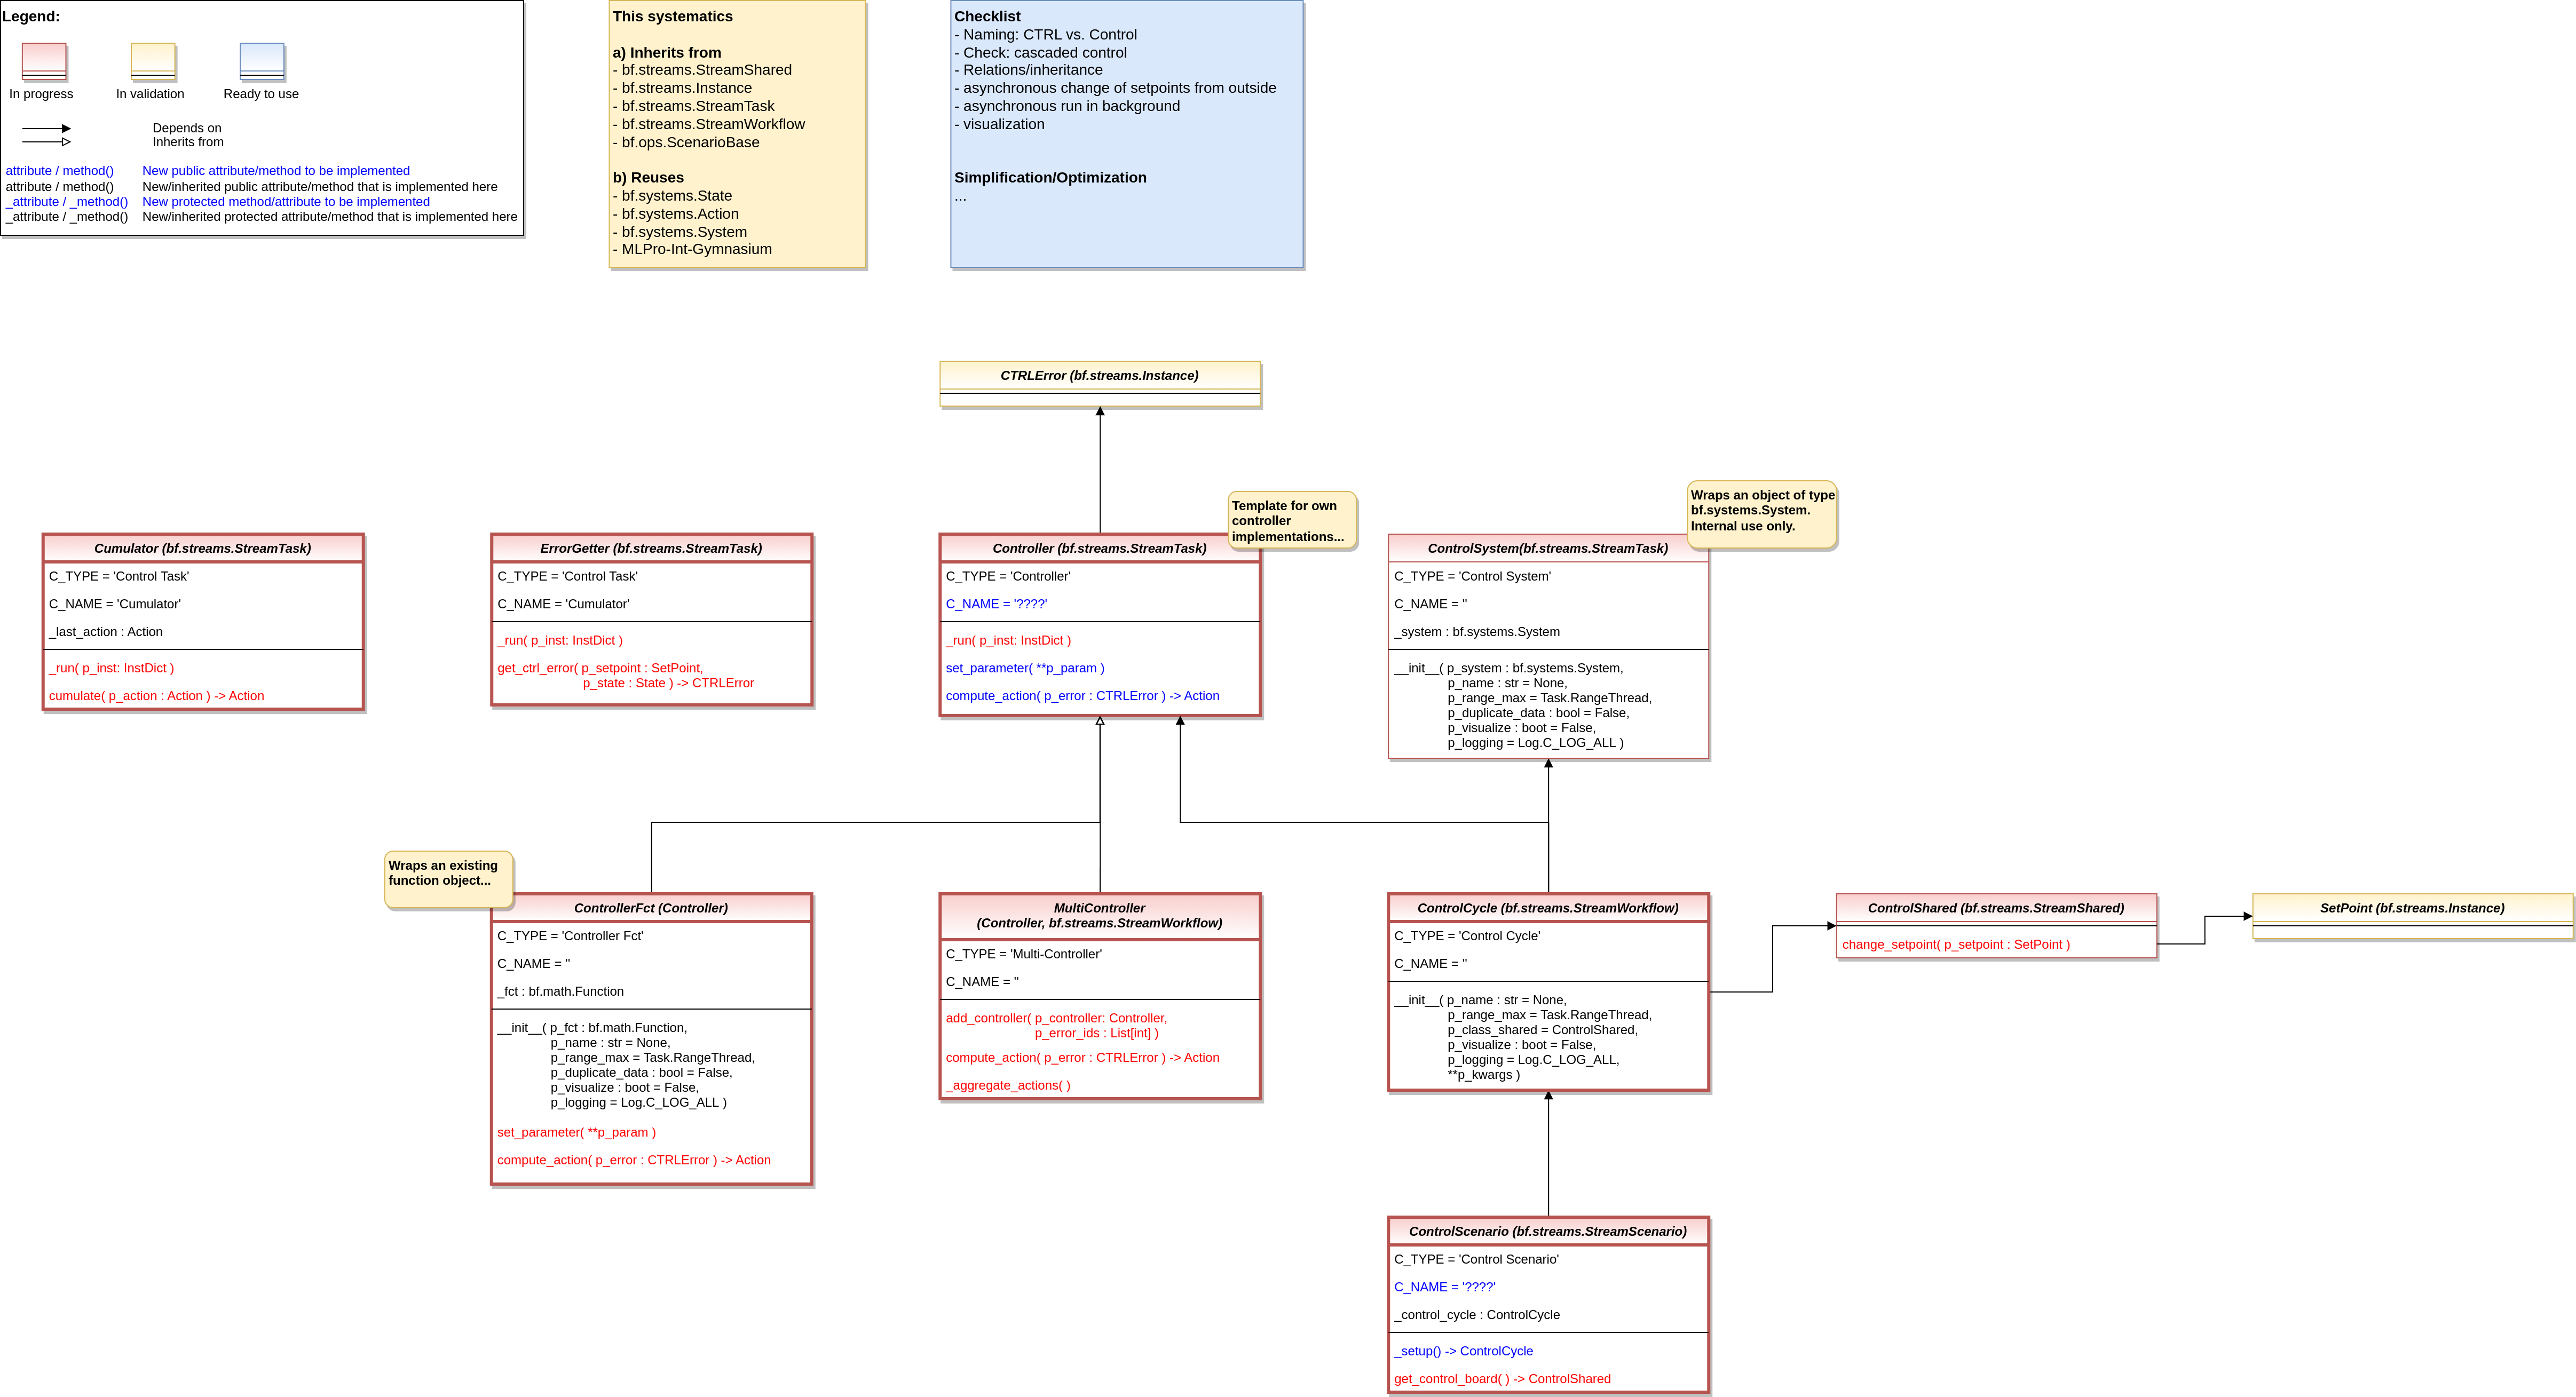 Legend:
In progress
In validation
Ready to use
Depends on
Inherits from
attribute / method() New public attribute/method to be implemented
attribute / method() New/inherited public attribute/method that is implemented here
_attribute / _method() New protected method/attribute to be implemented
_attribute / _method() New/inherited protected attribute/method that is implemented here
This systematics
a) Inherits from
- bf.streams.StreamShared
- bf.streams.Instance
- bf.streams.StreamTask
- bf.streams.StreamWorkflow
- bf.ops.ScenarioBase
b) Reuses
- bf.systems.State
- bf.systems.Action
- bf.systems.System
- MLPro-Int-Gymnasium
Checklist
- Naming: CTRL vs. Control
- Check: cascaded control
- Relations/inheritance
- asynchronous change of setpoints from outside
- asynchronous run in background
- visualization
Simplification/Optimization
...
CTRLError (bf.streams.Instance)
Cumulator (bf.streams.StreamTask)
C_TYPE = 'Control Task'
C_NAME = 'Cumulator'
_last_action : Action
_run( p_inst: InstDict )
cumulate( p_action : Action ) -> Action
ErrorGetter (bf.streams.StreamTask)
C_TYPE = 'Control Task'
C_NAME = 'Cumulator'
_run( p_inst: InstDict )
get_ctrl_error( p_setpoint : SetPoint,
p_state : State ) -> CTRLError
Template for own
controller
implementations...
Controller (bf.streams.StreamTask)
C_TYPE = 'Controller'
C_NAME = '????'
_run( p_inst: InstDict )
set_parameter( **p_param )
compute_action( p_error : CTRLError ) -> Action
Wraps an object of type
bf.systems.System.
Internal use only.
ControlSystem(bf.streams.StreamTask)
C_TYPE = 'Control System'
C_NAME = ''
_system : bf.systems.System
__init__( p_system : bf.systems.System,
p_name : str = None,
p_range_max = Task.RangeThread,
p_duplicate_data : bool = False,
p_visualize : boot = False,
p_logging = Log.C_LOG_ALL )
Wraps an existing
function object...
ControllerFct (Controller)
C_TYPE = 'Controller Fct'
C_NAME = ''
_fct : bf.math.Function
__init__( p_fct : bf.math.Function,
p_name : str = None,
p_range_max = Task.RangeThread,
p_duplicate_data : bool = False,
p_visualize : boot = False,
p_logging = Log.C_LOG_ALL )
set_parameter( **p_param )
compute_action( p_error : CTRLError ) -> Action
MultiController
(Controller, bf.streams.StreamWorkflow)
C_TYPE = 'Multi-Controller'
C_NAME = ''
add_controller( p_controller: Controller,
p_error_ids : List[int] )
compute_action( p_error : CTRLError ) -> Action
_aggregate_actions( )
ControlCycle (bf.streams.StreamWorkflow)
C_TYPE = 'Control Cycle'
C_NAME = ''
__init__( p_name : str = None,
p_range_max = Task.RangeThread,
p_class_shared = ControlShared,
p_visualize : boot = False,
p_logging = Log.C_LOG_ALL,
**p_kwargs )
ControlShared (bf.streams.StreamShared)
change_setpoint( p_setpoint : SetPoint )
SetPoint (bf.streams.Instance)
ControlScenario (bf.streams.StreamScenario)
C_TYPE = 'Control Scenario'
C_NAME = '????'
_control_cycle : ControlCycle
_setup() -> ControlCycle
get_control_board( ) -> ControlShared